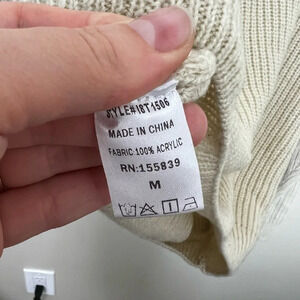 STYLE#18T1506
MADE IN CHINA
FABRIC:100% ACRYLIC
RN:155839
M